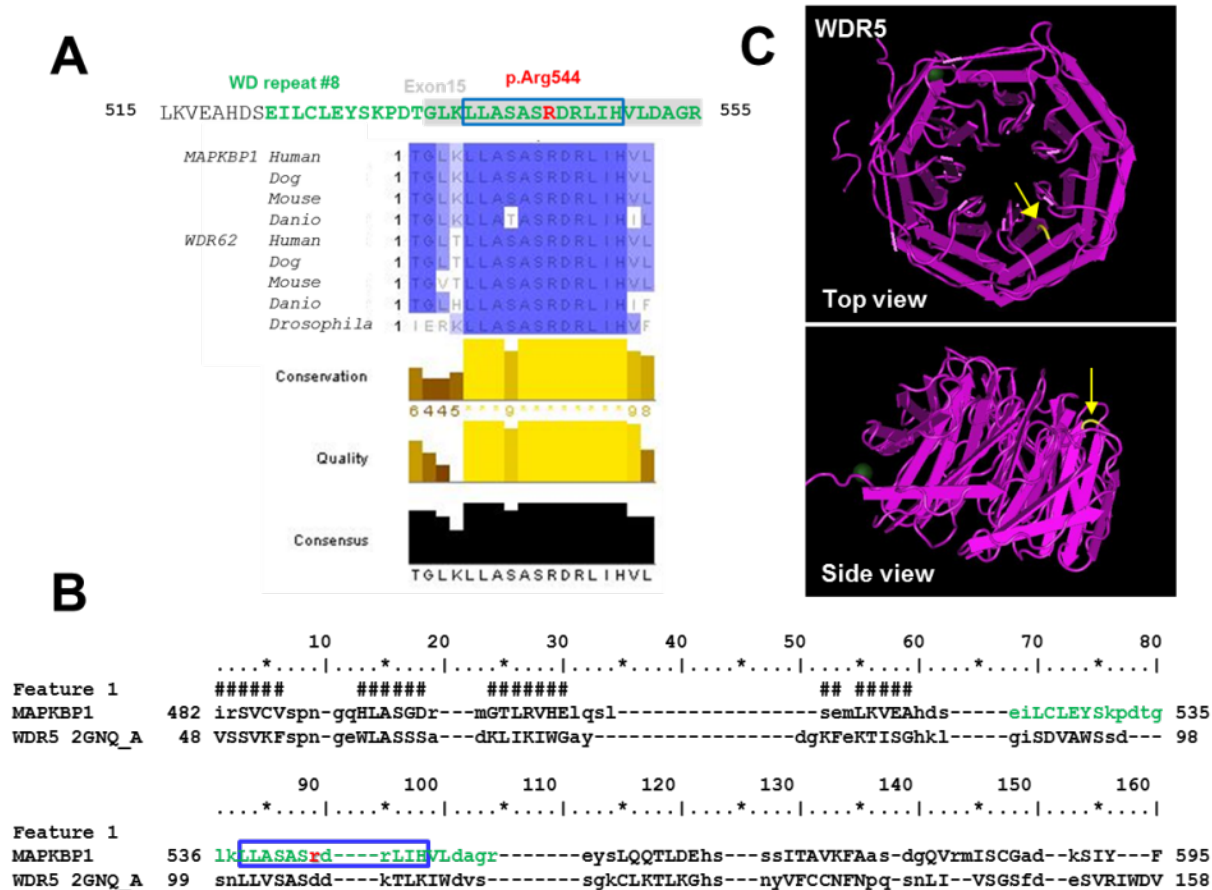 A
WD repeat #8
Exon15
p.Arg544
515 LKVEAHDSEILCLEYSKPDTGLKLLASASRDRLIHVLDAGR 555
MAPKBP1 Human 1 TGLKLLASASRDRLIHVL
Dog 1 TGLKLLASASRDRLIHVL
Mouse 1 TGLKLLASASRDRLIHVL
Danio 1 TGLKLLATASRDRLIHIL
WDR62 Human 1 TGLTLLASASRDRLIHVL
Dog 1 TGLTLLASASRDRLIHVL
Mouse 1 TGVTLLASASRDRLIHVL
Danio 1 TGLHLLASASRDRLIHIF
Drosophila 1 IERKLLASASRDRLIHVF
Conservation
6445***9********98
Quality
Consensus
TGLKLLASASRDRLIHVL
C
WDR5
Top view
Side view
B
10 20 30 40 50 60 70 80
....*....|....*....|....*....|....*....|....*....|....*....|....*....|....*....|
Feature 1 ###### ###### ####### ## #####
MAPKBP1 482 irSVCVspn-gqHLASGDr---mGTLRVHElqsl-----------------semLKVEAhds------eiLCLEYSkpdtg 535
WDR5 2GNQ_A 48 VSSVKFspn-geWLASSSa---dKLIKIWGay-----------------dgKFeKTISGhkl------giSDVAWSsd--- 98
90 100 110 120 130 140 150 160
....*....|....*....|....*....|....*....|....*....|....*....|....*....|....*....|
Feature 1
MAPKBP1 536 lkLLASASrd----rLIHVLdagr-----------eysLQQTLDEhs---ssITAVKFAas-dgQVrmISCGad--kSIY--F 595
WDR5 2GNQ_A 99 snLLVSASdd----kTLKIWdvs------------sgkCLKTLKGhs---nyVFCCNFNpq-snLI--VSGSfd--eSVRIWDV 158